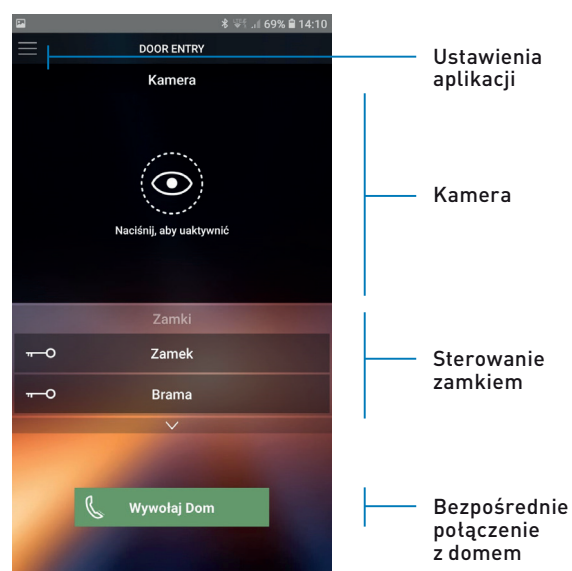 69% 14:10
DOOR ENTRY
Ustawienia
aplikacji
Kamera
Naciśnij, aby uaktywnić
Kamera
Zamki
Zamek
Brama
Sterowanie
zamkiem
Wywołaj Dom
Bezpośrednie
połączenie
z domem